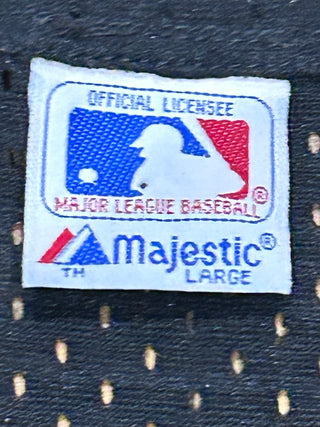 OFFICIAL LICENSEE
MAJOR LEAGUE BASEBALL®
Majestic®
TH LARGE